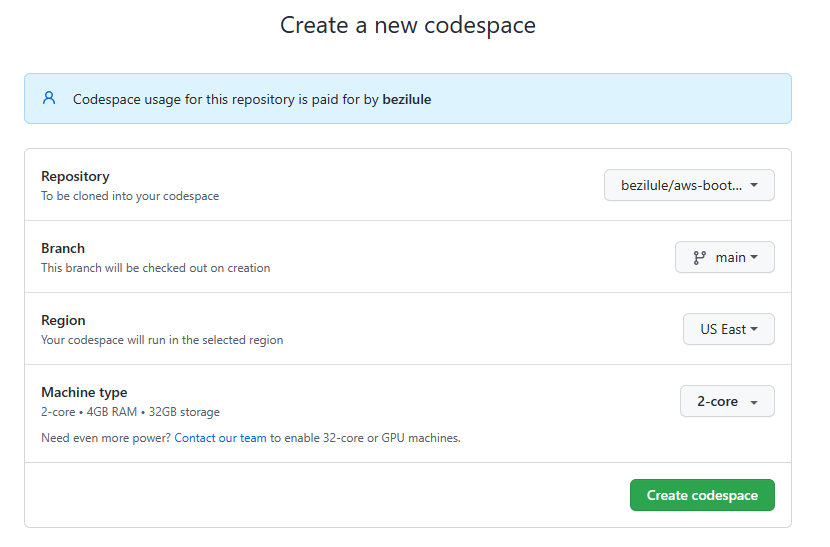 Create a new codespace
Codespace usage for this repository is paid for by bezilule
Repository
To be cloned into your codespace
bezilule/aws-boot...
Branch
This branch will be checked out on creation
main
Region
Your codespace will run in the selected region
US East
Machine type
2-core • 4GB RAM • 32GB storage
2-core
Need even more power? Contact our team to enable 32-core or GPU machines.
Create codespace